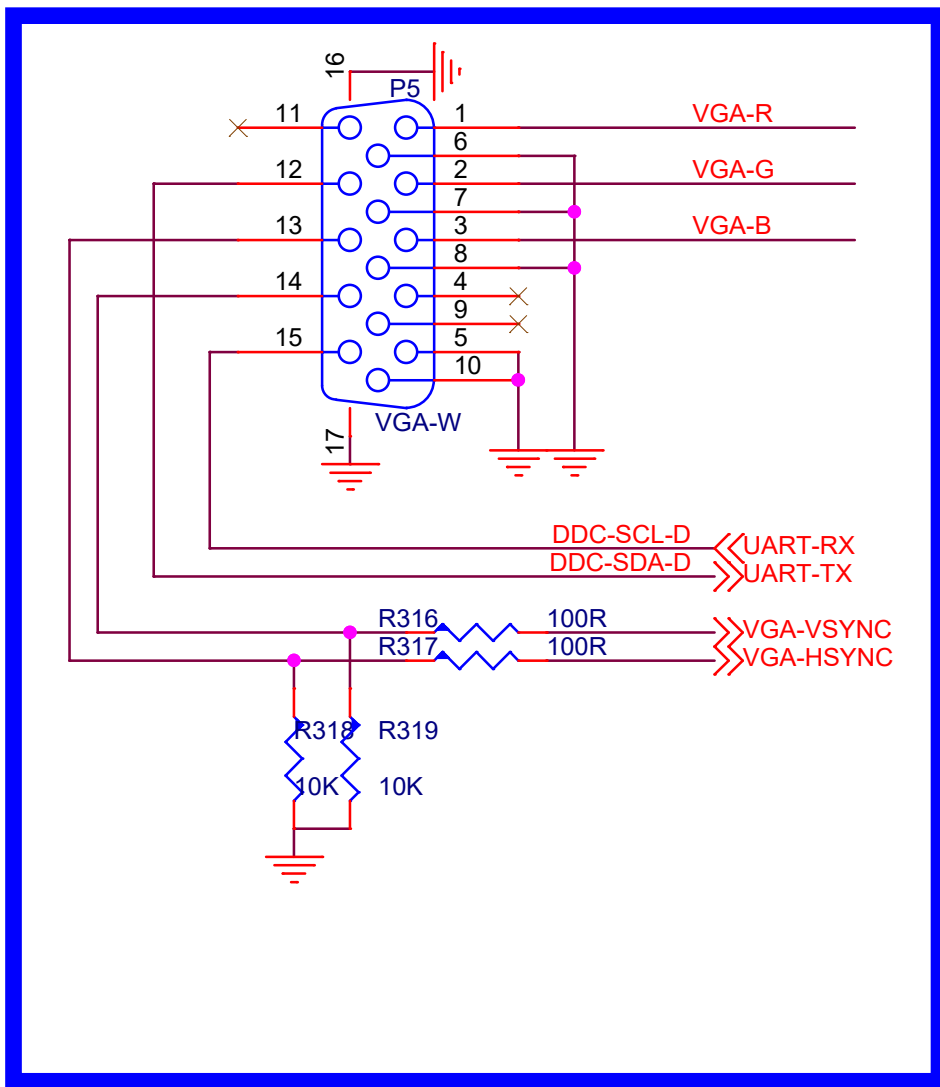 16
P5
11 1 VGA-R
6
12 2 VGA-G
7
13 3 VGA-B
8
14 4
9
15 5
10
VGA-W
17
DDC-SCL-D UART-RX
DDC-SDA-D UART-TX
R316 100R VGA-VSYNC
R317 100R VGA-HSYNC
R318 R319
10K 10K